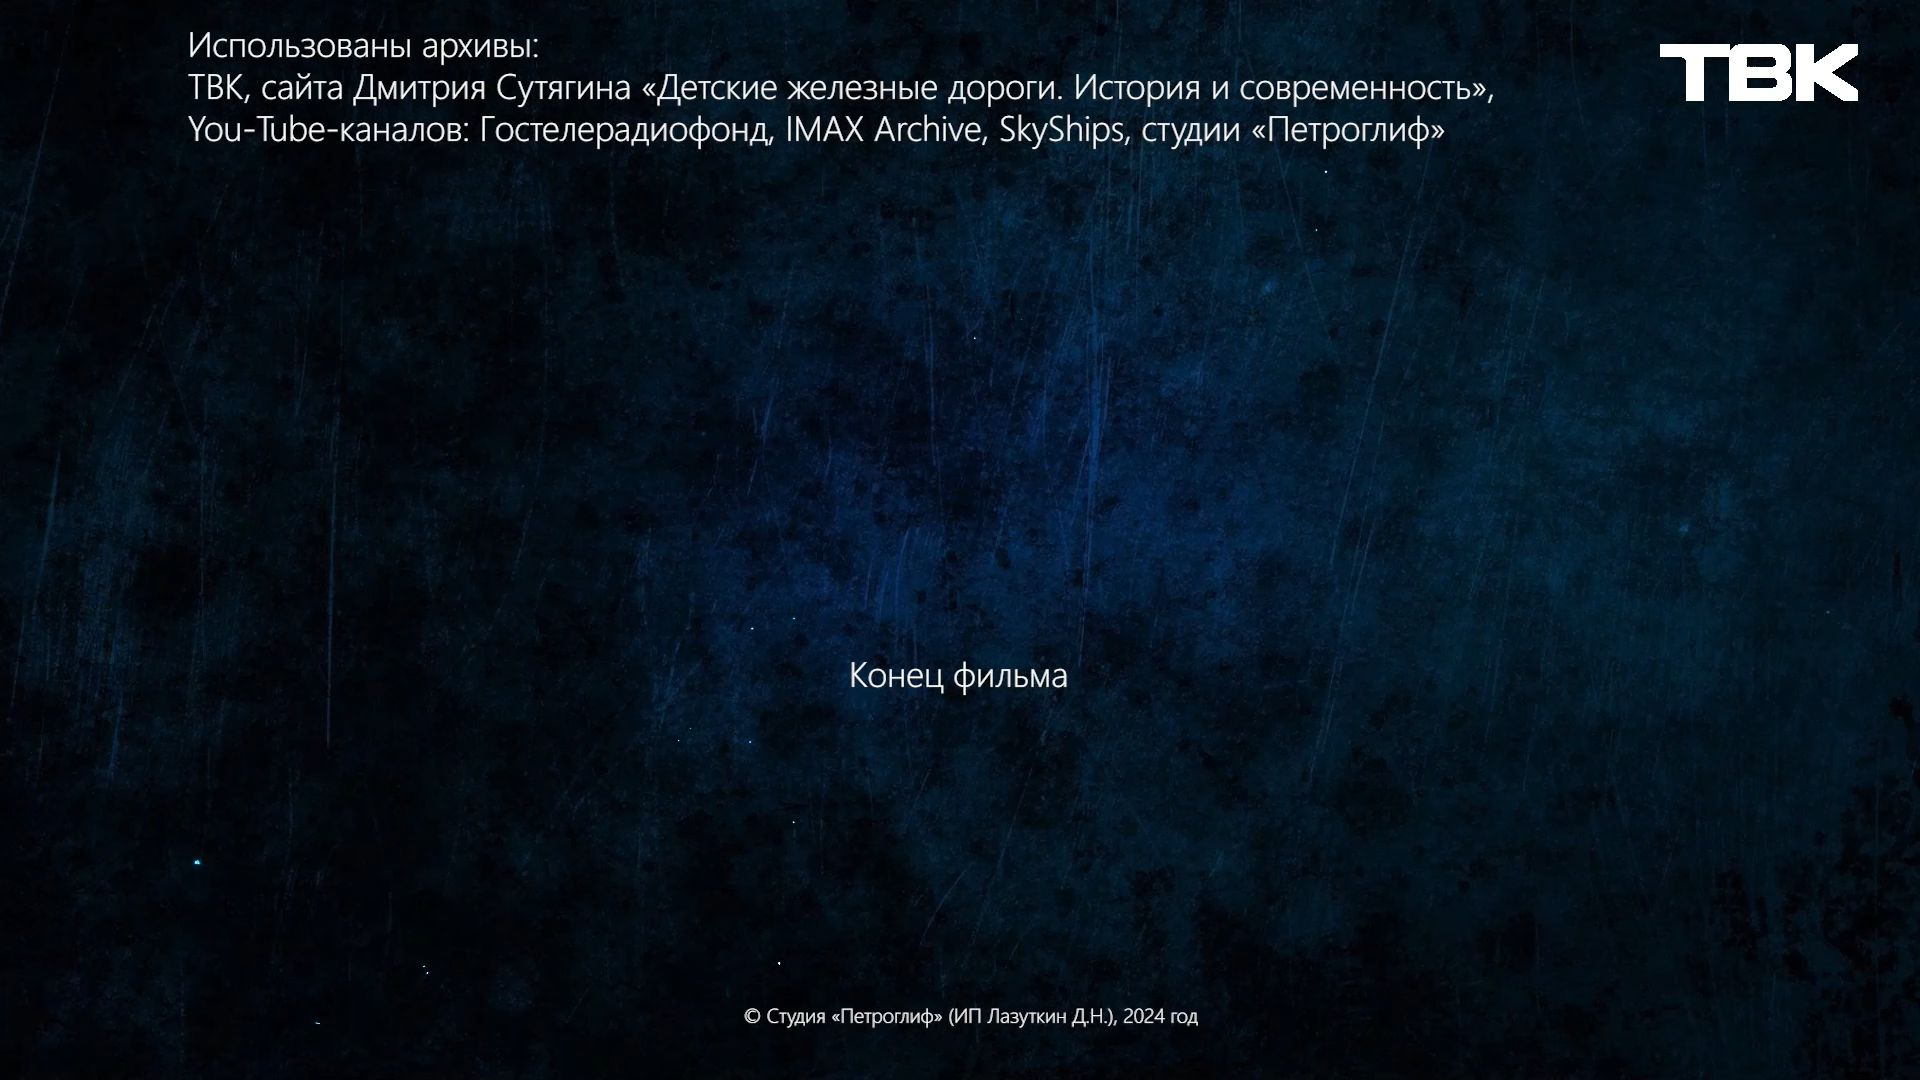 Использованы архивы:
ТВК, сайта Дмитрия Сутягина «Детские железные дороги. История и современность»,
You-Tube-каналов: Гостелерадиофонд, IMAX Archive, SkyShips, студии «Петроглиф»
ТВК
Конец фильма
© Студия «Петроглиф» (ИП Лазуткин Д.Н.), 2024 год